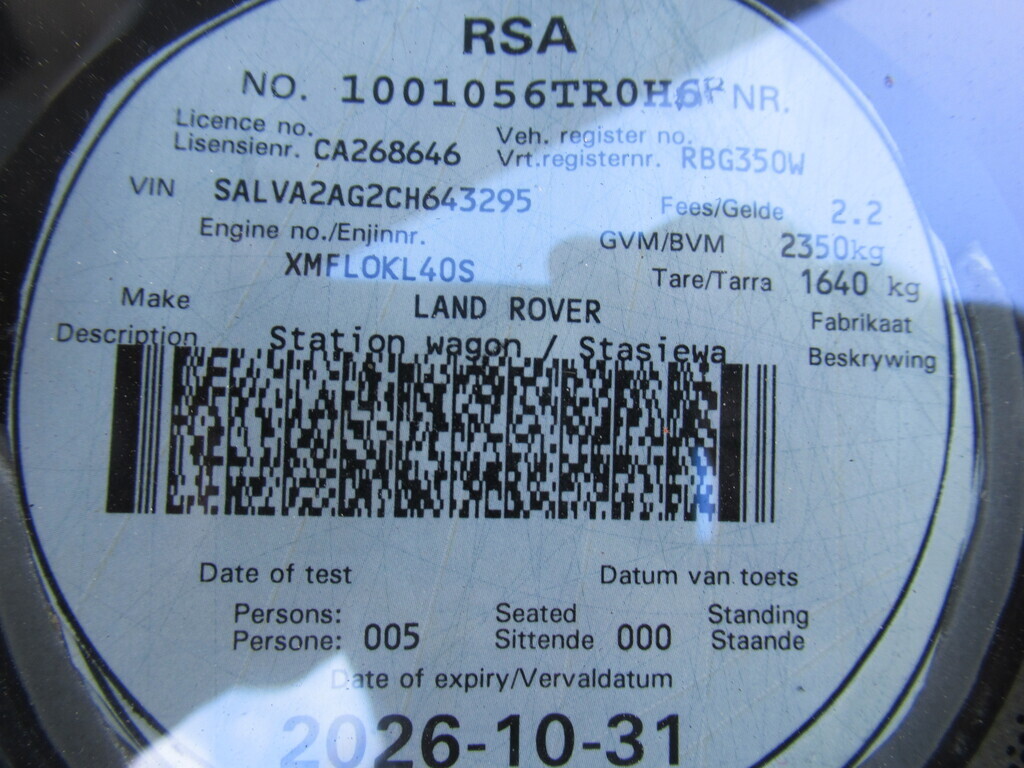 RSA
NO. 1001056TR0H6P NR.
Licence no.
Lisensienr. CA268646
Veh. register no.
Vrt.registernr. RBG350W
VIN SALVA2AG2CH643295
Fees/Gelde 2.2
Engine no./Enjinnr.
XMFL0KL40S
GVM/BVM 2350kg
Tare/Tarra 1640 kg
Make LAND ROVER Fabrikaat
Description Station wagon / Stasiewa Beskrywing
Date of test Datum van toets
Persons: Seated Standing
Persone: 005 Sittende 000 Staande
Date of expiry/Vervaldatum
2026-10-31